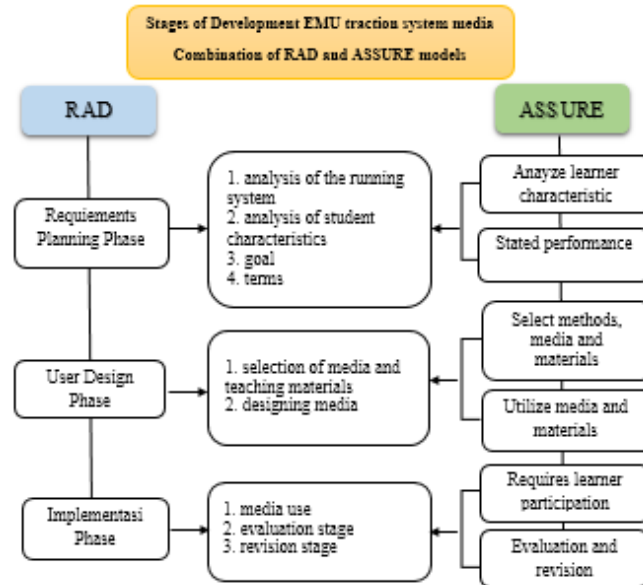 Stages of Development EMU traction system media
Combination of RAD and ASSURE models
RAD
ASSURE
Requiements
Planning Phase
1. analysis of the running
system
2. analysis of student
characteristics
3. goal
4. terms
Anayze learner
characteristic
Stated performance
User Design
Phase
1. selection of media and
teaching materials
2. designing media
Select methods,
media and
materials
Utilize media and
materials
Implementasi
Phase
1. media use
2. evaluation stage
3. revision stage
Requires learner
participation
Evaluation and
revision